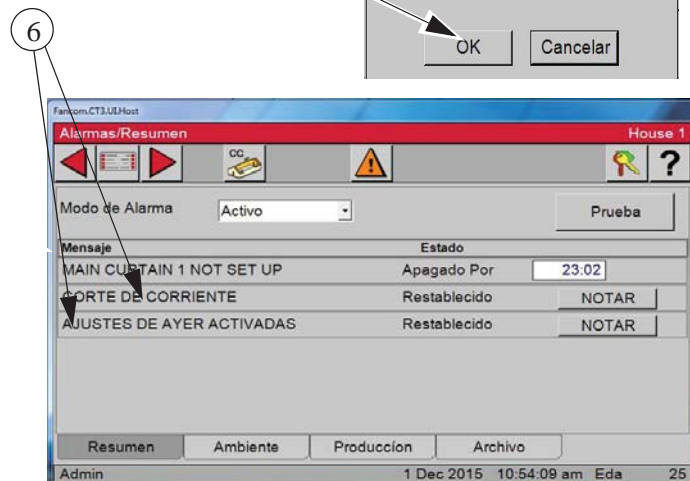 6
OK Cancelar
Fancom.CT3.UI.Host
Alarmas/Resumen House 1
CC
?
Modo de Alarma Activo Prueba
Mensaje Estado
MAIN CURTAIN 1 NOT SET UP Apagado Por 23:02
CORTE DE CORRIENTE Restablecido NOTAR
AJUSTES DE AYER ACTIVADAS Restablecido NOTAR
Resumen Ambiente Produccíon Archivo
Admin 1 Dec 2015 10:54:09 am Eda 25